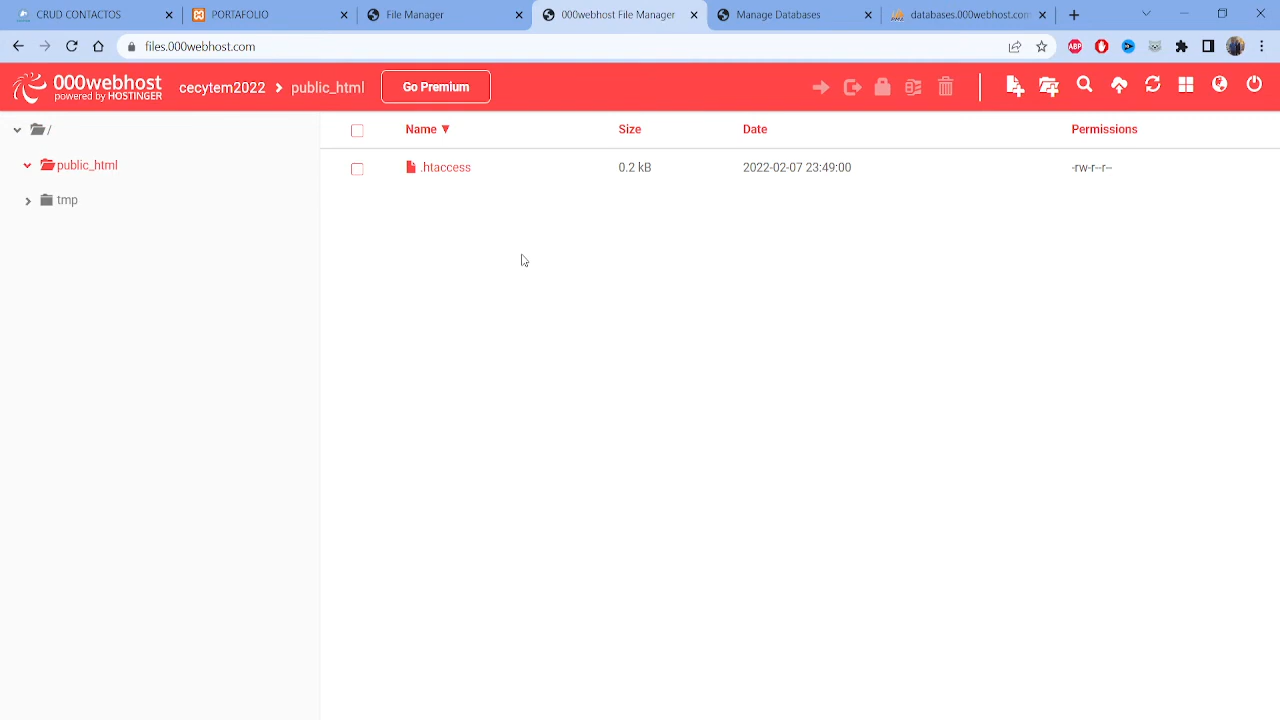 CRUD CONTACTOS
PORTAFOLIO
File Manager
000webhost File Manager
Manage Databases
databases.000webhost.com
files.000webhost.com
ABP
000webhost
powered by HOSTINGER
cecytem2022 > public_html
Go Premium
/
public_html
tmp
Name ▼ Size Date Permissions
.htaccess 0.2 kB 2022-02-07 23:49:00 -rw-r--r--